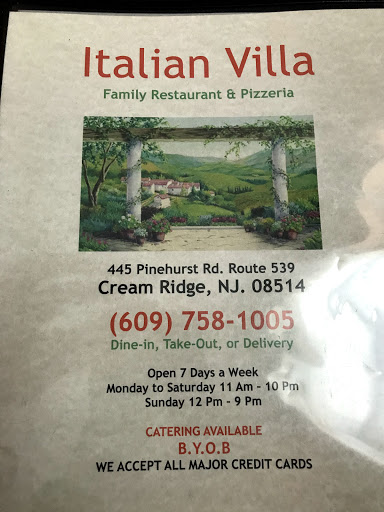 Italian Villa
Family Restaurant & Pizzeria
445 Pinehurst Rd. Route 539
Cream Ridge, NJ. 08514
(609) 758-1005
Dine-in, Take-Out, or Delivery
Open 7 Days a Week
Monday to Saturday 11 Am - 10 Pm
Sunday 12 Pm - 9 Pm
CATERING AVAILABLE
B.Y.O.B
WE ACCEPT ALL MAJOR CREDIT CARDS